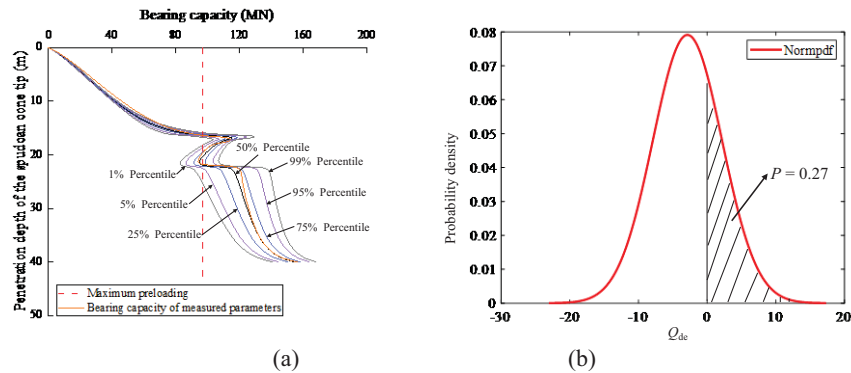 Bearing capacity (MN)
0 40 80 120 160 200
0
10
20
30
40
50
Penetration depth of the spudcan cone tip (m)
50% Percentile
99% Percentile
1% Percentile
95% Percentile
5% Percentile
75% Percentile
25% Percentile
Maximum preloading
Bearing capacity of measured parameters
(a)
0.08
0.07
0.06
0.05
0.04
0.03
0.02
0.01
0
Probability density
Normpdf
P = 0.27
-30 -20 -10 0 10 20
Qde
(b)